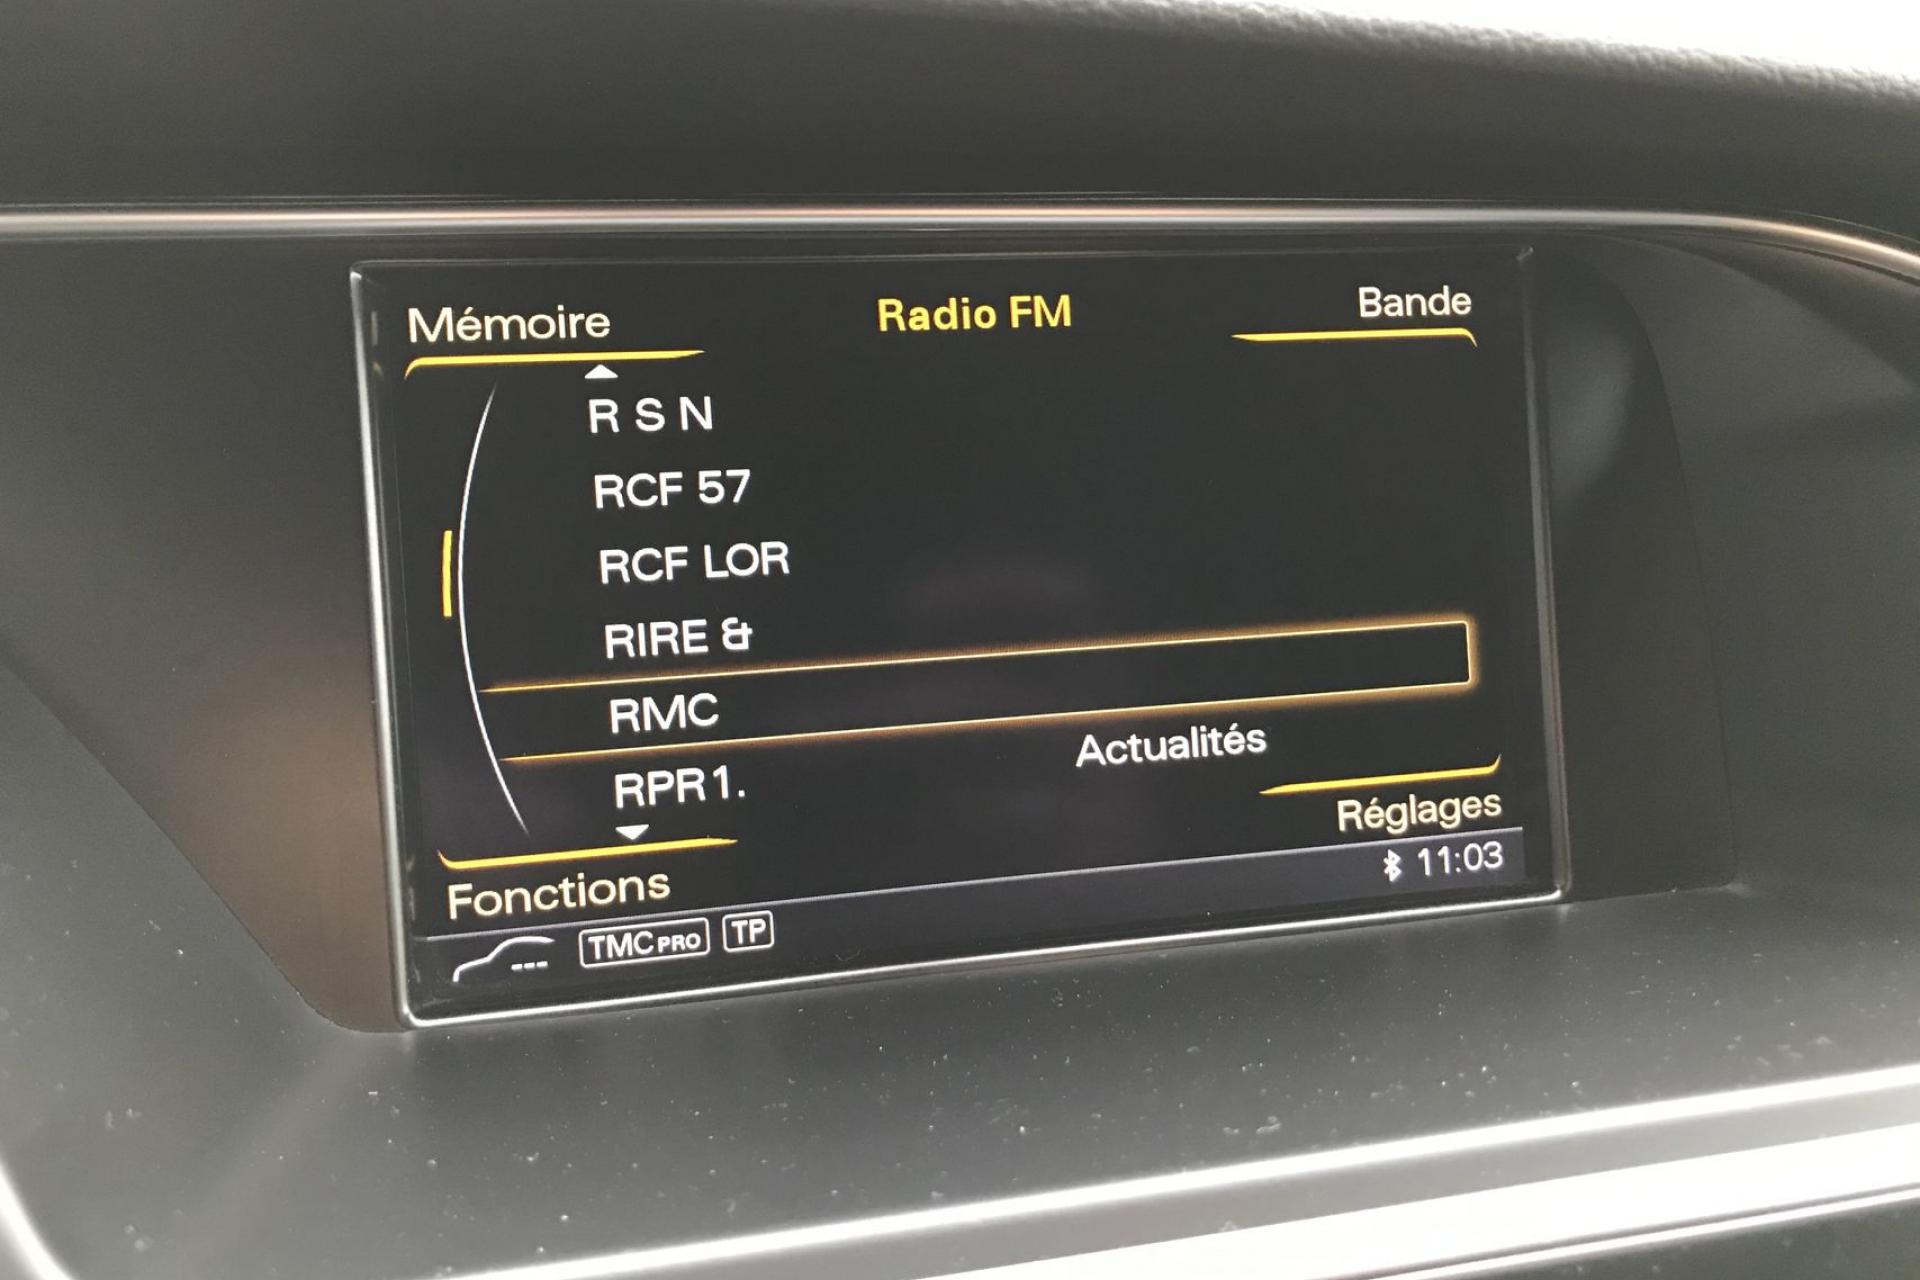 Mémoire
Radio FM
Bande
R S N
RCF 57
RCF LOR
RIRE &
RMC
Actualités
RPR1.
Réglages
Fonctions
11:03
TMC PRO TP